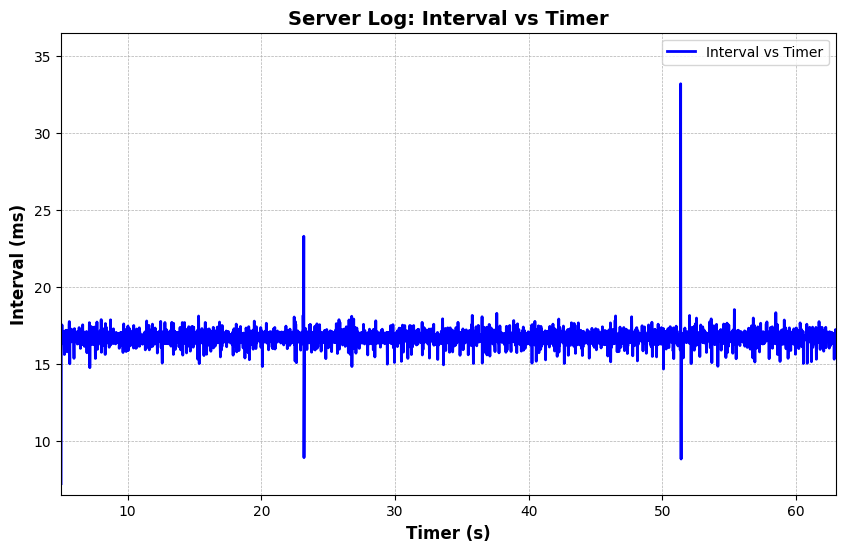 Server Log: Interval vs Timer
Interval vs Timer
35
30
25
20
15
10
Interval (ms)
10 20 30 40 50 60
Timer (s)